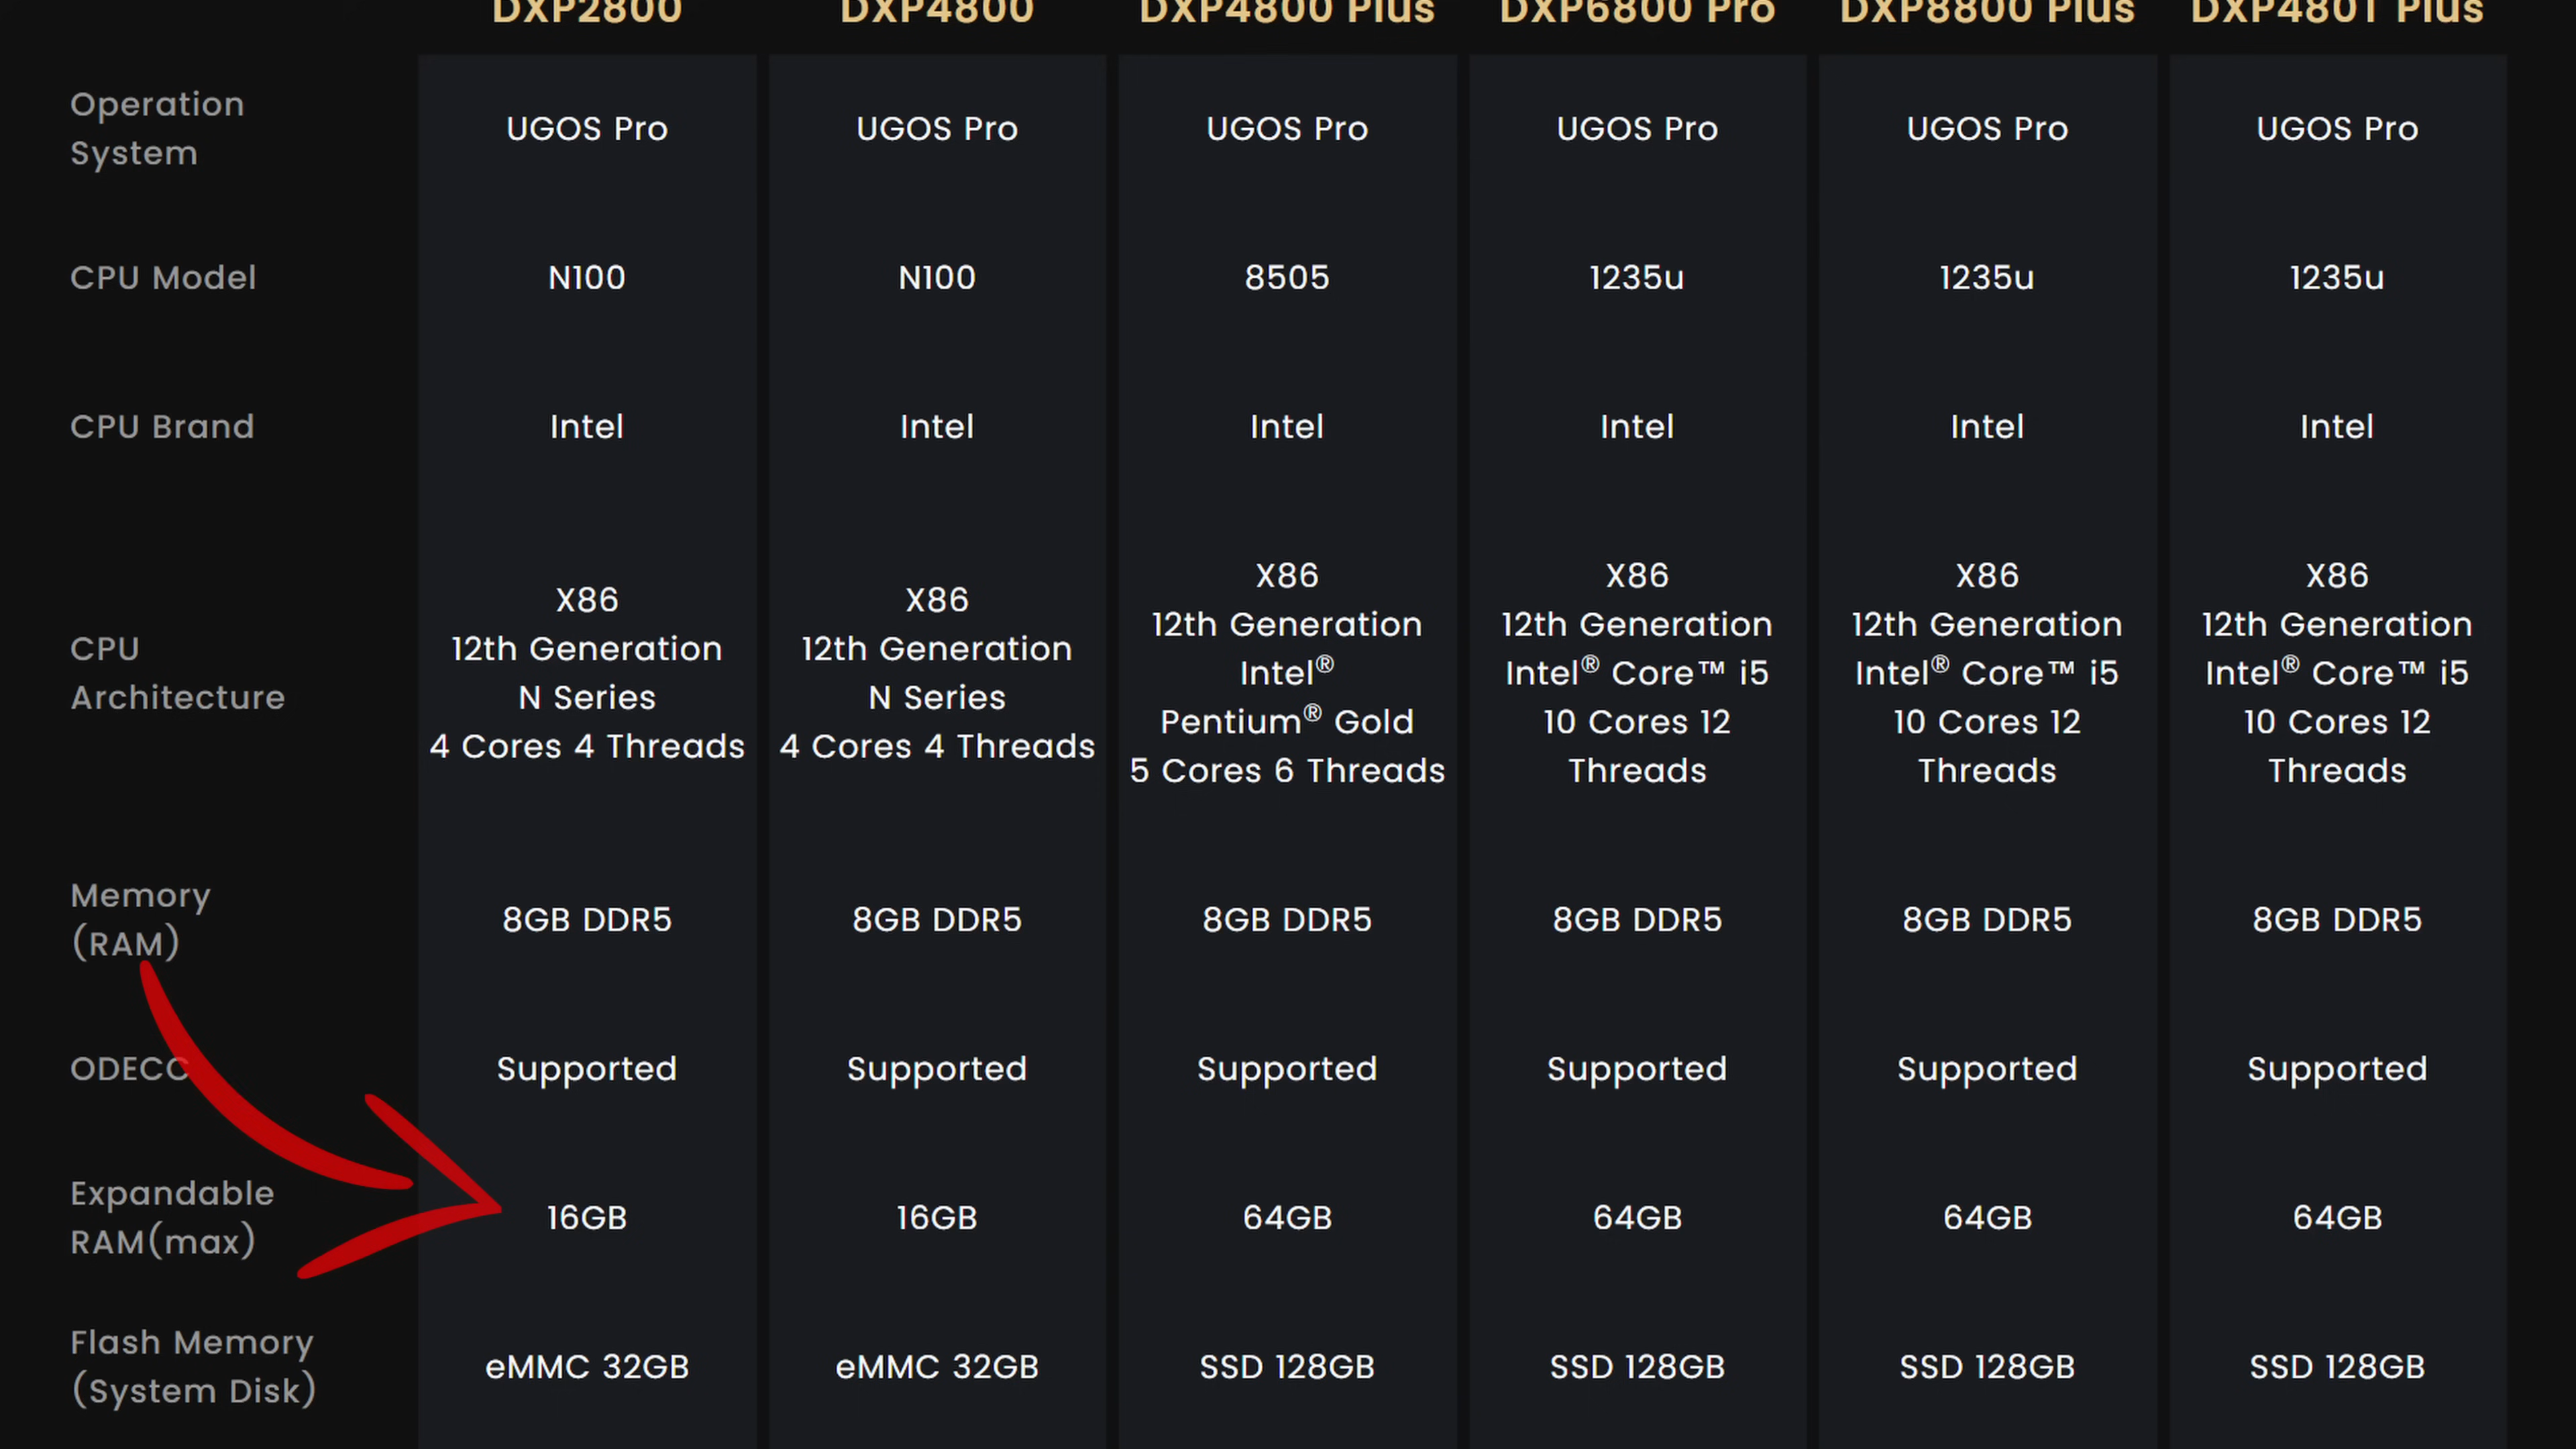 DXP2800 DXP4800 DXP4800 Plus DXP6800 Pro DXP8800 Plus DXP480T Plus
Operation
System
UGOS Pro UGOS Pro UGOS Pro UGOS Pro UGOS Pro UGOS Pro
CPU Model N100 N100 8505 1235u 1235u 1235u
CPU Brand Intel Intel Intel Intel Intel Intel
CPU
Architecture
X86
12th Generation
N Series
4 Cores 4 Threads
X86
12th Generation
N Series
4 Cores 4 Threads
X86
12th Generation
Intel®
Pentium® Gold
5 Cores 6 Threads
X86
12th Generation
Intel® Core™ i5
10 Cores 12
Threads
X86
12th Generation
Intel® Core™ i5
10 Cores 12
Threads
X86
12th Generation
Intel® Core™ i5
10 Cores 12
Threads
Memory
(RAM)
8GB DDR5 8GB DDR5 8GB DDR5 8GB DDR5 8GB DDR5 8GB DDR5
ODECC Supported Supported Supported Supported Supported Supported
Expandable
RAM(max)
16GB 16GB 64GB 64GB 64GB 64GB
Flash Memory
(System Disk)
eMMC 32GB eMMC 32GB SSD 128GB SSD 128GB SSD 128GB SSD 128GB